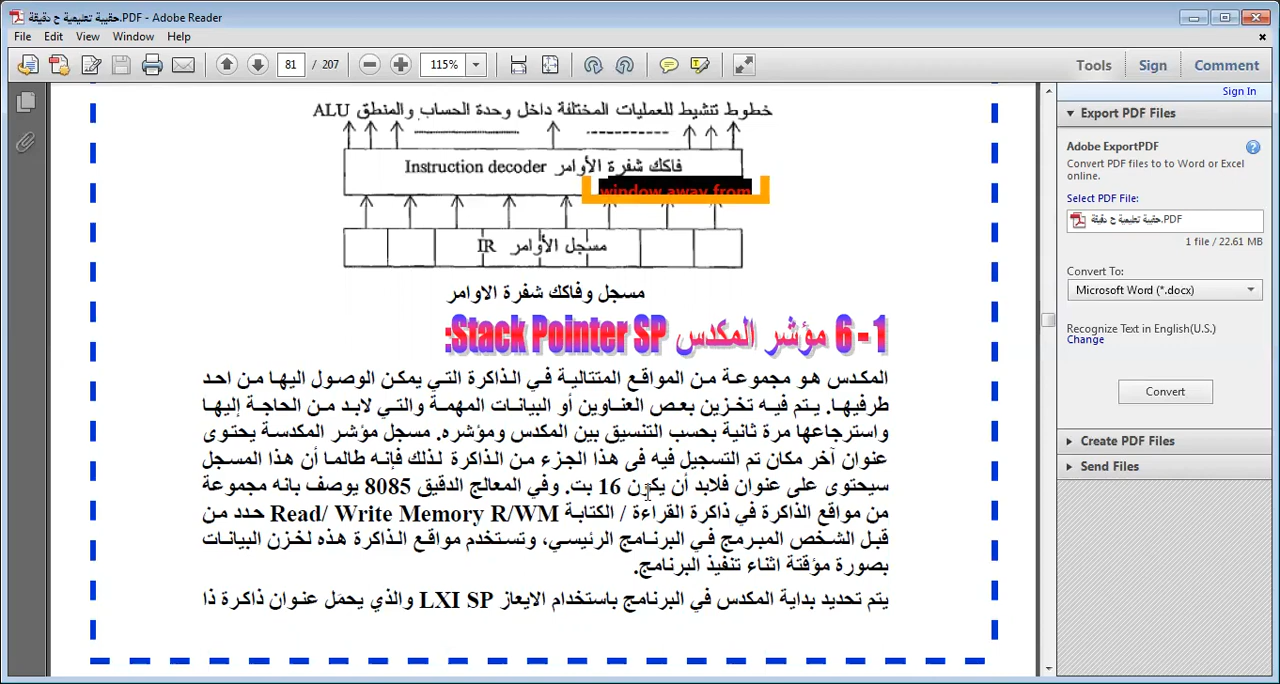 حقيبة تعليمية ح دقيقة.PDF - Adobe Reader
File Edit View Window Help
81 / 207 115% Tools Sign Comment
خطوط تنشيط للعمليات المختلفة داخل وحدة الحساب والمنطق ALU
فاكك شفرة الأوامر Instruction decoder
window away from
مسجل الأوامر IR
مسجل وفاكك شفرة الاوامر
6 - 1 مؤشر المكدس Stack Pointer SP:
المكدس هو مجموعة من المواقع المتتالية في الذاكرة التي يمكن الوصول اليها من احد
طرفيها. يتم فيه تخزين بعض العناوين أو البيانات المهمة والتي لابد من الحاجة إليها
واسترجاعها مرة ثانية بحسب التنسيق بين المكدس ومؤشره. مسجل مؤشر المكدسة يحتوى
عنوان آخر مكان تم التسجيل فيه فى هذا الجزء من الذاكرة لذلك فإنه طالما أن هذا المسجل
سيحتوى على عنوان فلابد أن يكون 16 بت. وفي المعالج الدقيق 8085 يوصف بانه مجموعة
من مواقع الذاكرة في ذاكرة القراءة / الكتابة Read/ Write Memory R/WM حدد من
قبل الشخص المبرمج في البرنامج الرئيسي، وتستخدم مواقع الذاكرة هذه لخزن البيانات
بصورة مؤقتة اثناء تنفيذ البرنامج.
يتم تحديد بداية المكدس في البرنامج باستخدام الايعاز LXI SP والذي يحمل عنوان ذاكرة ذا
Sign In
Export PDF Files
Adobe ExportPDF
Convert PDF files to to Word or Excel
online.
Select PDF File:
حقيبة تعليمية ح دقيقة.PDF
1 file / 22.61 MB
Convert To:
Microsoft Word (*.docx)
Recognize Text in English(U.S.)
Change
Convert
Create PDF Files
Send Files